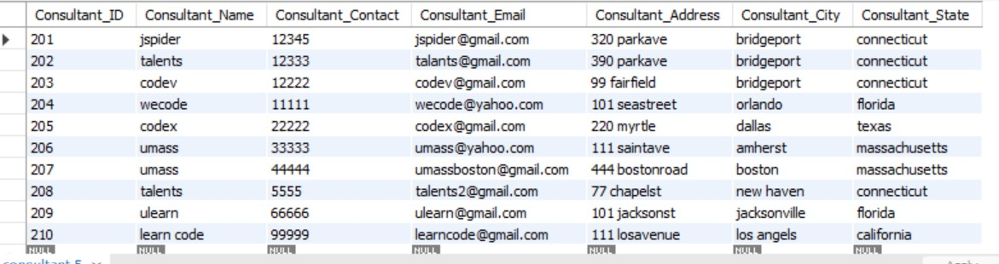 Consultant_ID Consultant_Name Consultant_Contact Consultant_Email Consultant_Address Consultant_City Consultant_State
201 jspider 12345 jspider@gmail.com 320 parkave bridgeport connecticut
202 talents 12333 talants@gmail.com 390 parkave bridgeport connecticut
203 codev 12222 codev@gmail.com 99 fairfield bridgeport connecticut
204 wecode 11111 wecode@yahoo.com 101 seastreet orlando florida
205 codex 22222 codex@gmail.com 220 myrtle dallas texas
206 umass 33333 umass@yahoo.com 111 saintave amherst massachusetts
207 umass 44444 umassboston@gmail.com 444 bostonroad boston massachusetts
208 talents 5555 talents2@gmail.com 77 chapelst new haven connecticut
209 ulearn 66666 ulearn@gmail.com 101 jacksonst jacksonville florida
210 learn code 99999 learncode@gmail.com 111 losavenue los angels california
NULL NULL NULL NULL NULL NULL NULL